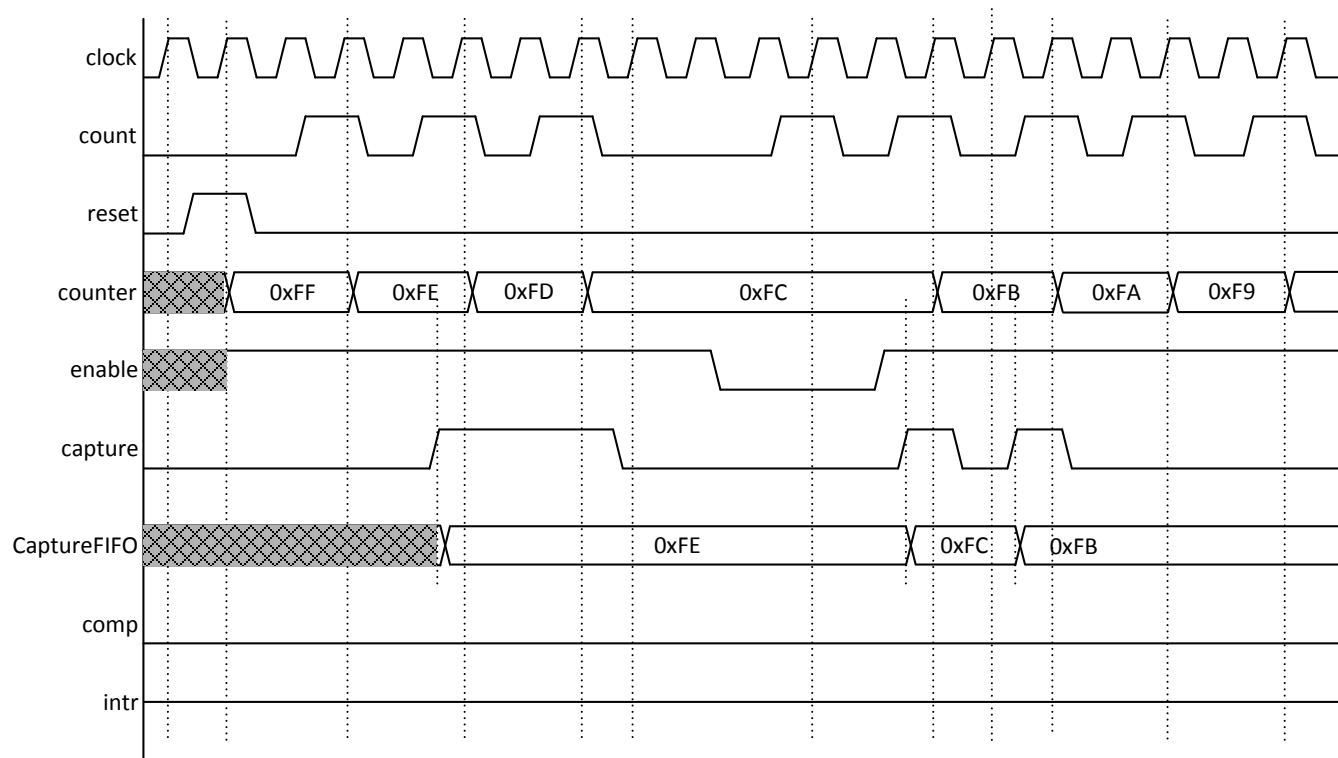 clock
count
reset
counter 0xFF 0xFE 0xFD 0xFC 0xFB 0xFA 0xF9
enable
capture
CaptureFIFO 0xFE 0xFC 0xFB
comp
intr